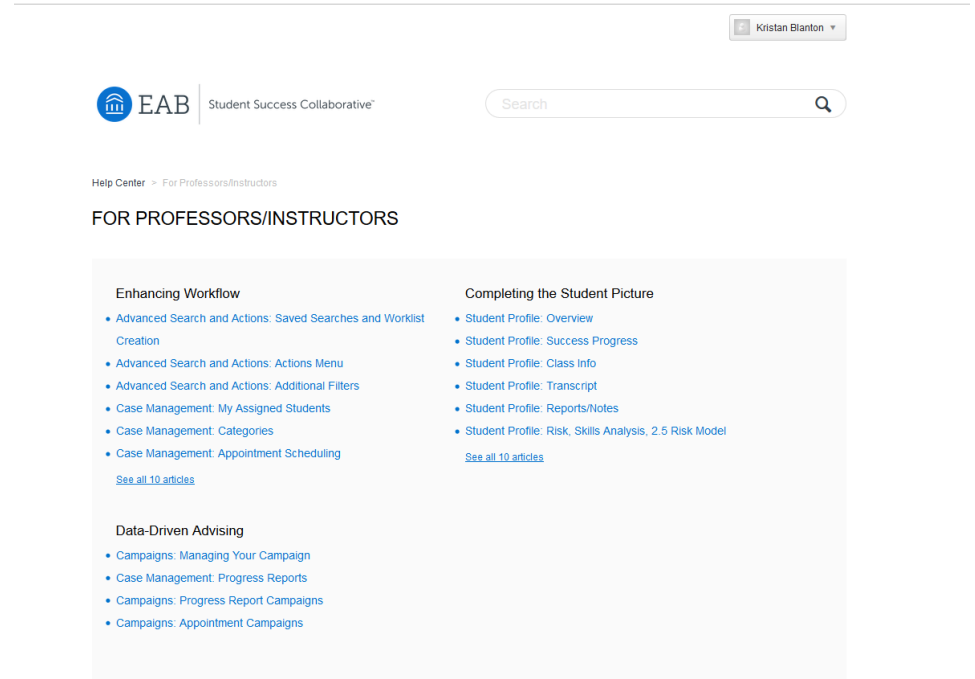 Kristan Blanton
EAB
Student Success Collaborative™
Search
Help Center > For Professors/Instructors
FOR PROFESSORS/INSTRUCTORS
Enhancing Workflow
Advanced Search and Actions: Saved Searches and Worklist
Creation
Advanced Search and Actions: Actions Menu
Advanced Search and Actions: Additional Filters
Case Management: My Assigned Students
Case Management: Categories
Case Management: Appointment Scheduling
See all 10 articles
Completing the Student Picture
Student Profile: Overview
Student Profile: Success Progress
Student Profile: Class Info
Student Profile: Transcript
Student Profile: Reports/Notes
Student Profile: Risk, Skills Analysis, 2.5 Risk Model
See all 10 articles
Data-Driven Advising
Campaigns: Managing Your Campaign
Case Management: Progress Reports
Campaigns: Progress Report Campaigns
Campaigns: Appointment Campaigns